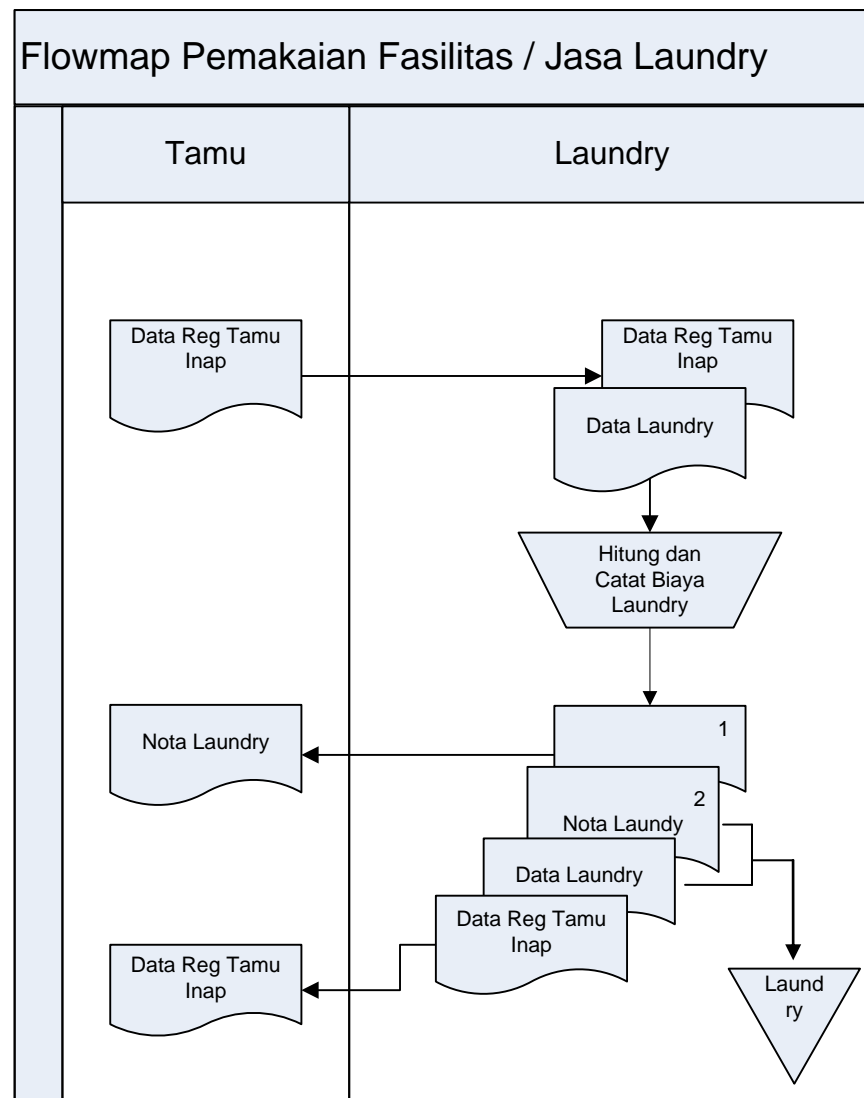 Flowmap Pemakaian Fasilitas / Jasa Laundry
Tamu
Laundry
Data Reg Tamu
Inap
Data Reg Tamu
Inap
Data Laundry
Hitung dan
Catat Biaya
Laundry
Nota Laundry
1
2
Nota Laundy
Data Laundry
Data Reg Tamu
Inap
Data Reg Tamu
Inap
Laund
ry